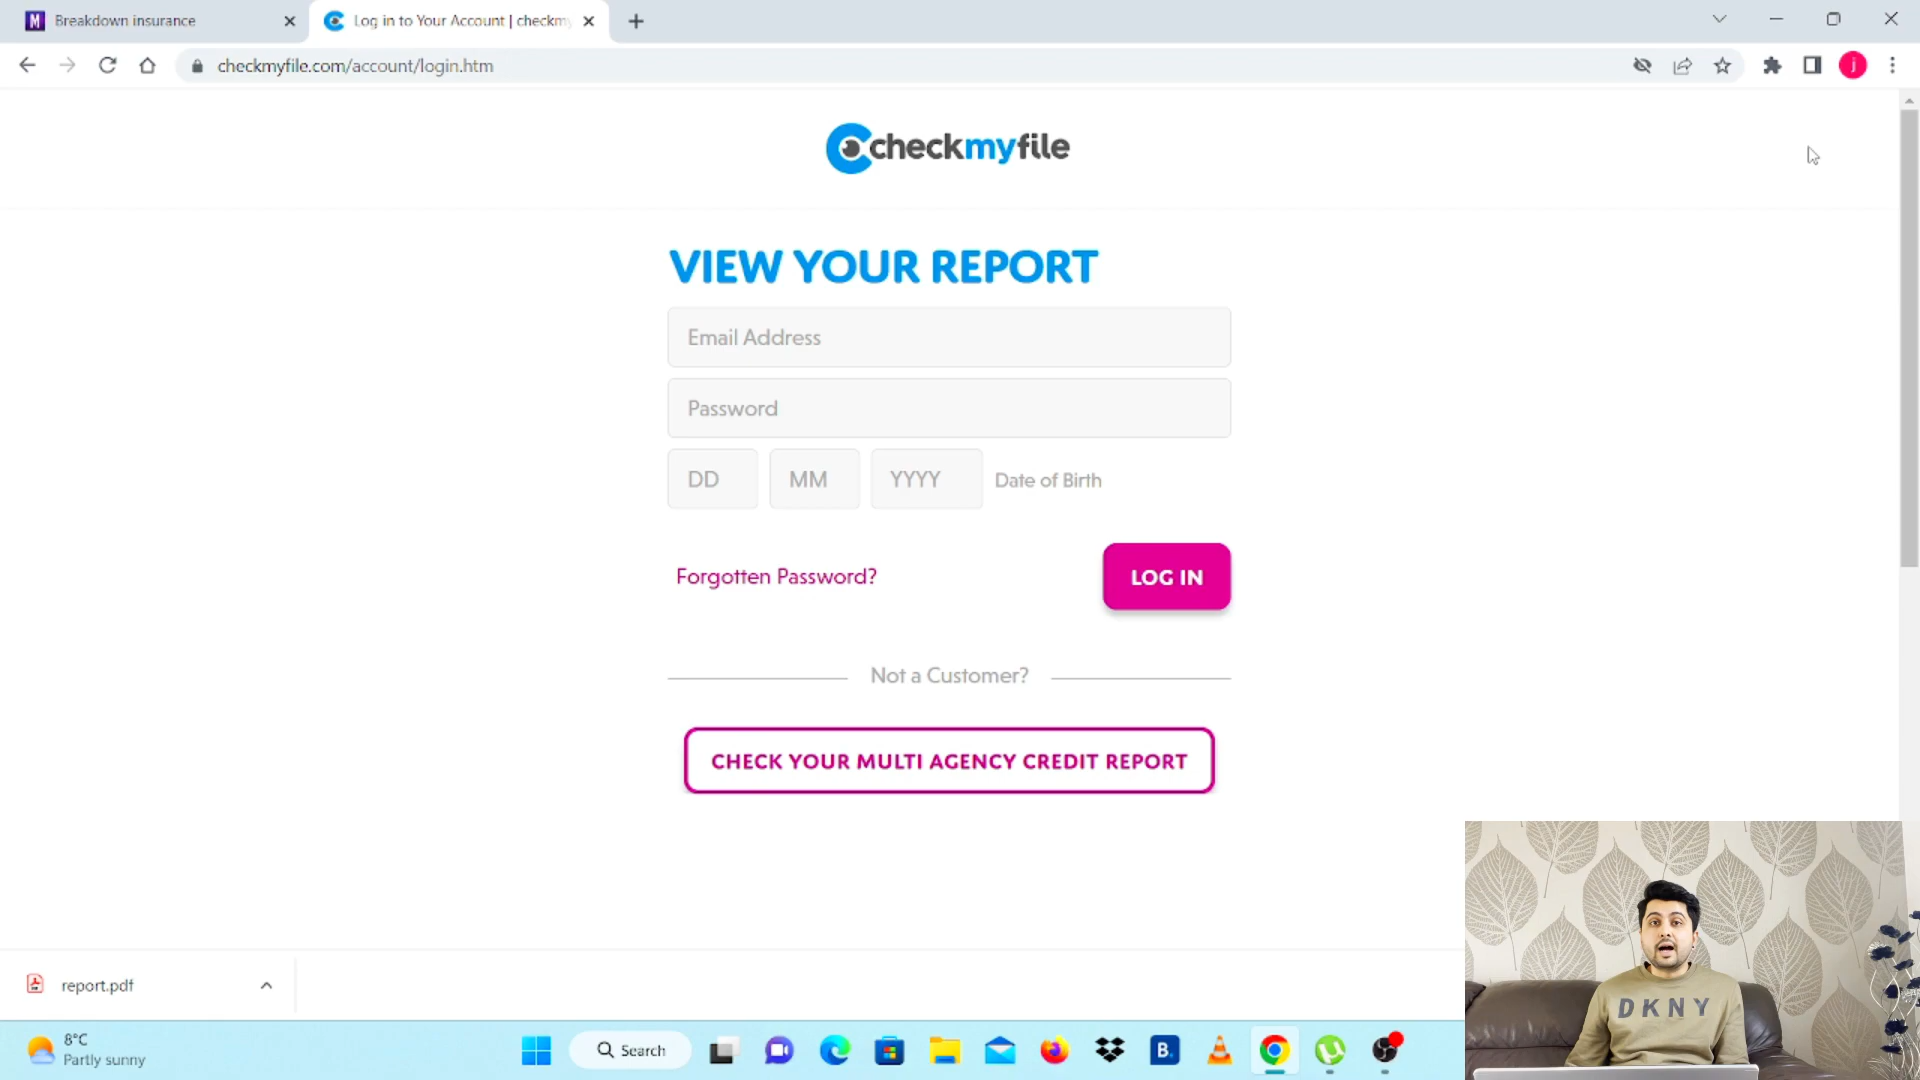 M Breakdown insurance
Log in to Your Account | checkm
checkmyfile.com/account/login.htm
j
checkmyfile
VIEW YOUR REPORT
Email Address
Password
DD MM YYYY Date of Birth
Forgotten Password?
LOG IN
Not a Customer?
CHECK YOUR MULTI AGENCY CREDIT REPORT
DKNY
report.pdf
8°C
Partly sunny
Search
B.